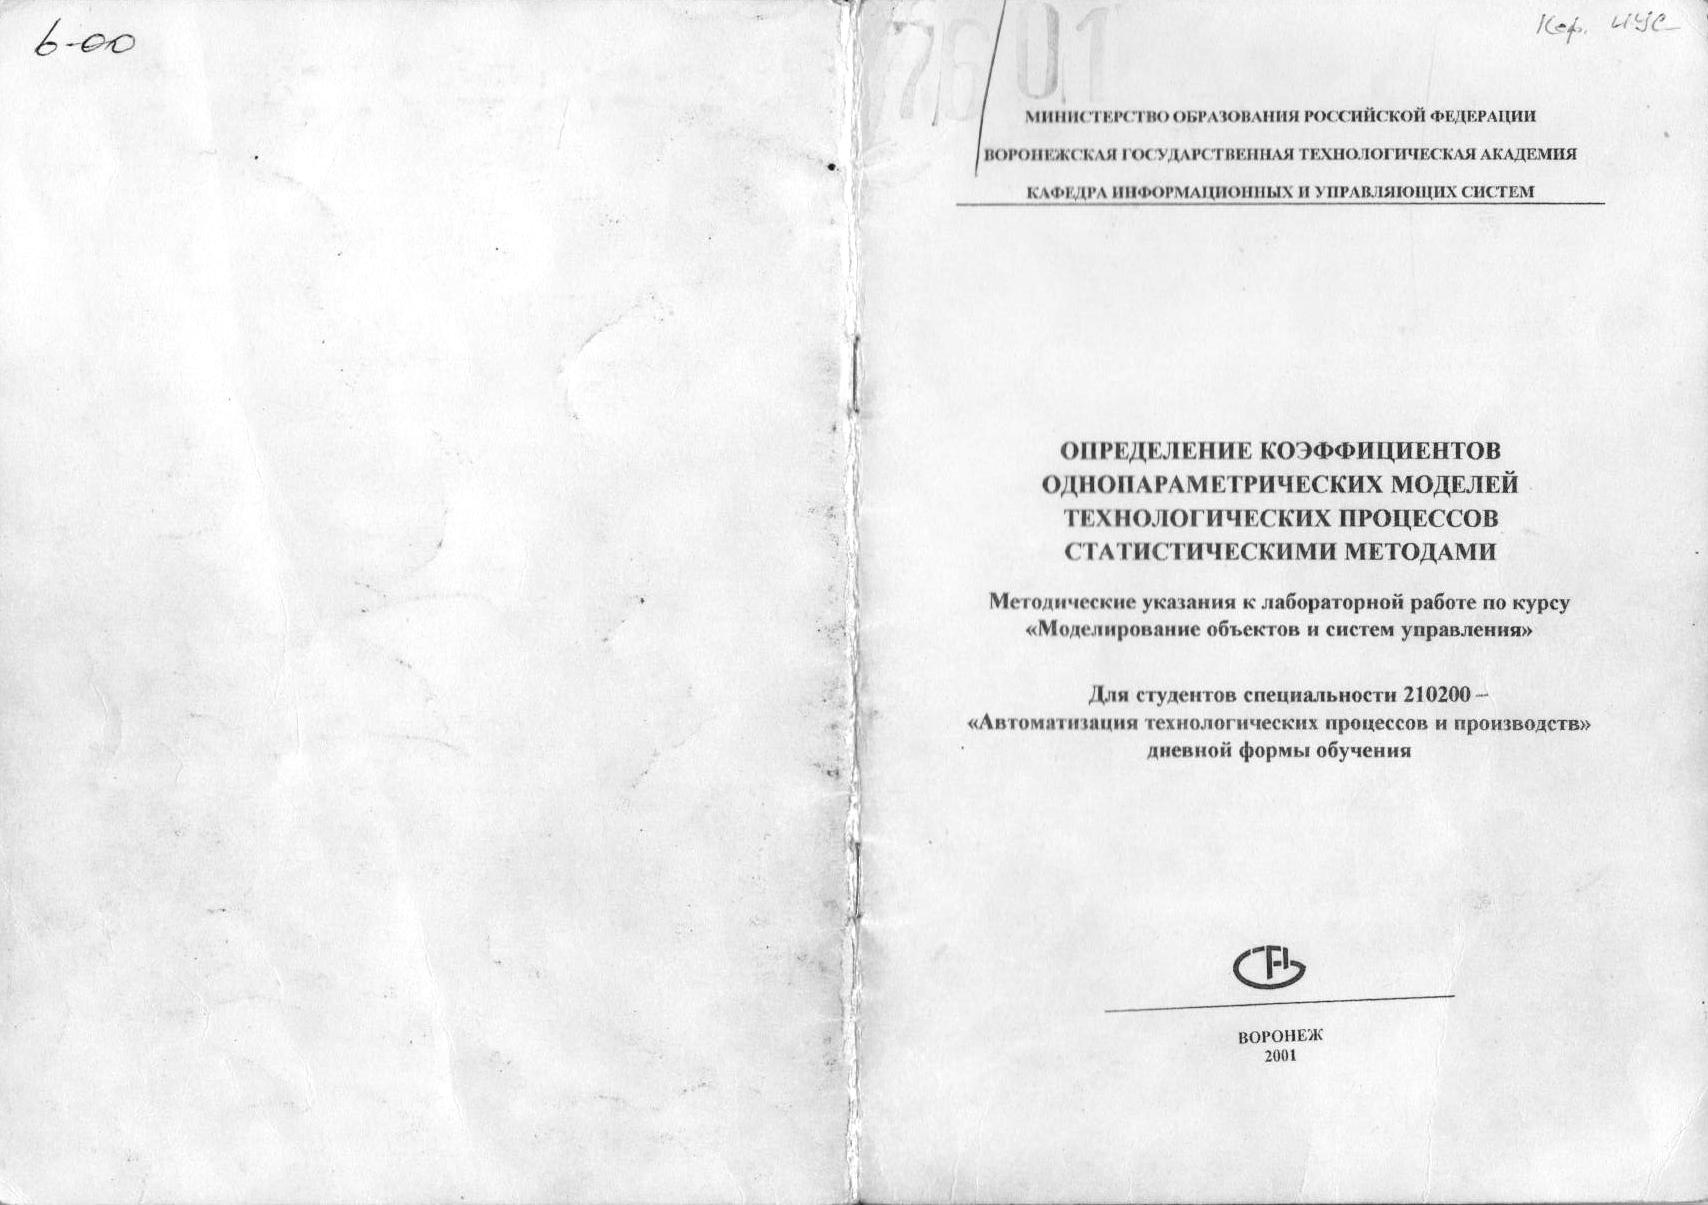 6-00
76/01
МИНИСТЕРСТВО ОБРАЗОВАНИЯ РОССИЙСКОЙ ФЕДЕРАЦИИ
ВОРОНЕЖСКАЯ ГОСУДАРСТВЕННАЯ ТЕХНОЛОГИЧЕСКАЯ АКАДЕМИЯ
КАФЕДРА ИНФОРМАЦИОННЫХ И УПРАВЛЯЮЩИХ СИСТЕМ
ОПРЕДЕЛЕНИЕ КОЭФФИЦИЕНТОВ
ОДНОПАРАМЕТРИЧЕСКИХ МОДЕЛЕЙ
ТЕХНОЛОГИЧЕСКИХ ПРОЦЕССОВ
СТАТИСТИЧЕСКИМИ МЕТОДАМИ
Методические указания к лабораторной работе по курсу
«Моделирование объектов и систем управления»
Для студентов специальности 210200 –
«Автоматизация технологических процессов и производств»
дневной формы обучения
ВОРОНЕЖ
2001